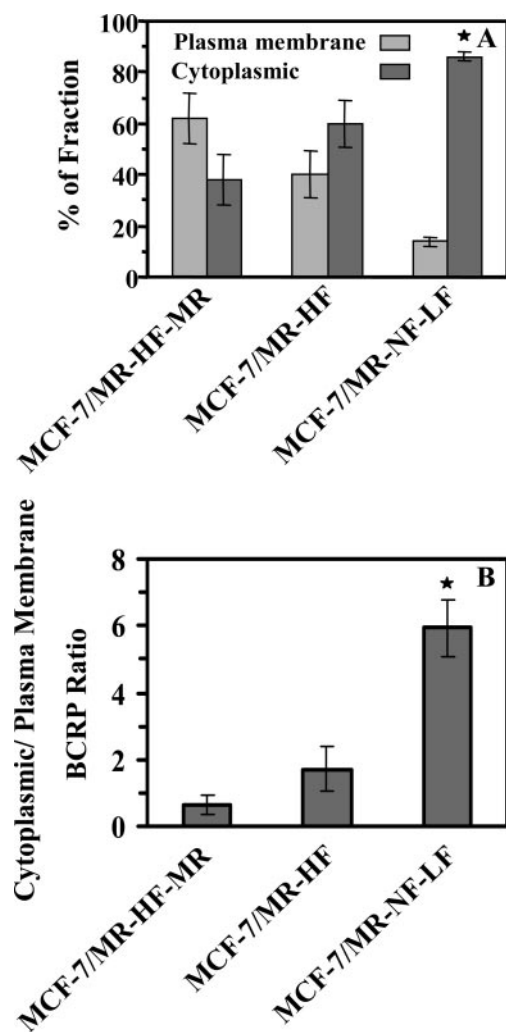 A
Plasma membrane
Cytoplasmic
★
% of Fraction
100
80
60
40
20
0
MCF-7/MR-HF-MR
MCF-7/MR-HF
MCF-7/MR-NF-LF
B
★
Cytoplasmic/ Plasma Membrane
BCRP Ratio
8
6
4
2
0
MCF-7/MR-HF-MR
MCF-7/MR-HF
MCF-7/MR-NF-LF